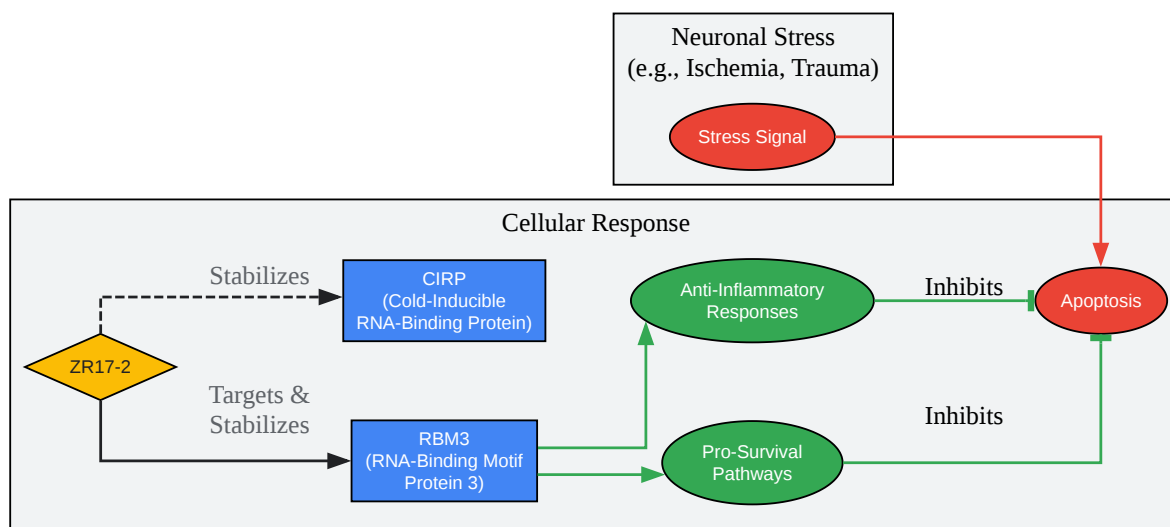 Neuronal Stress
(e.g., Ischemia, Trauma)
Stress Signal
Cellular Response
Stabilizes
CIRP
(Cold-Inducible
RNA-Binding Protein)
Anti-Inflammatory
Responses
Inhibits
Apoptosis
ZR17-2
Targets &
Stabilizes
RBM3
(RNA-Binding Motif
Protein 3)
Pro-Survival
Pathways
Inhibits